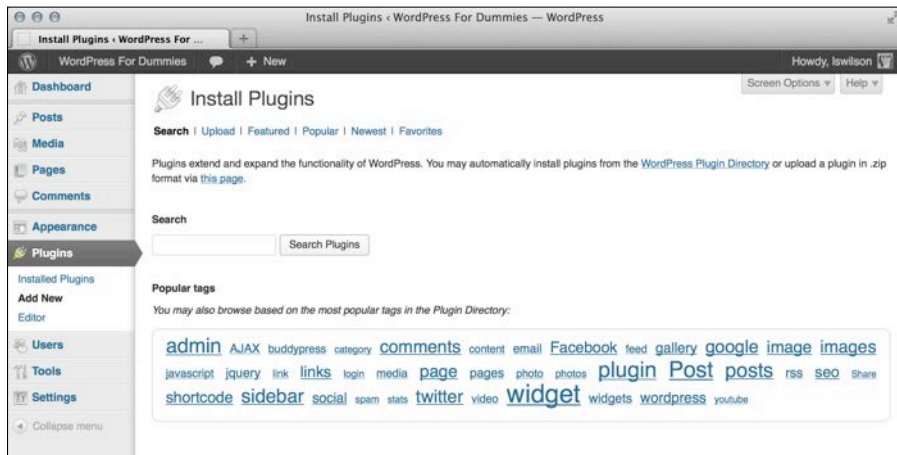 Install Plugins ‹ WordPress For Dummies — WordPress
Install Plugins ‹ WordPress For ...
WordPress For Dummies + New Howdy, lswilson
Screen Options Help
Dashboard
Posts
Media
Pages
Comments
Appearance
Plugins
Installed Plugins
Add New
Editor
Users
Tools
Settings
Collapse menu
Install Plugins
Search | Upload | Featured | Popular | Newest | Favorites
Plugins extend and expand the functionality of WordPress. You may automatically install plugins from the WordPress Plugin Directory or upload a plugin in .zip
format via this page.
Search
Search Plugins
Popular tags
You may also browse based on the most popular tags in the Plugin Directory:
admin AJAX buddypress category comments content email Facebook feed gallery google image images
javascript jquery link links login media page pages photo photos plugin Post posts rss seo Share
shortcode sidebar social spam stats twitter video widget widgets wordpress youtube